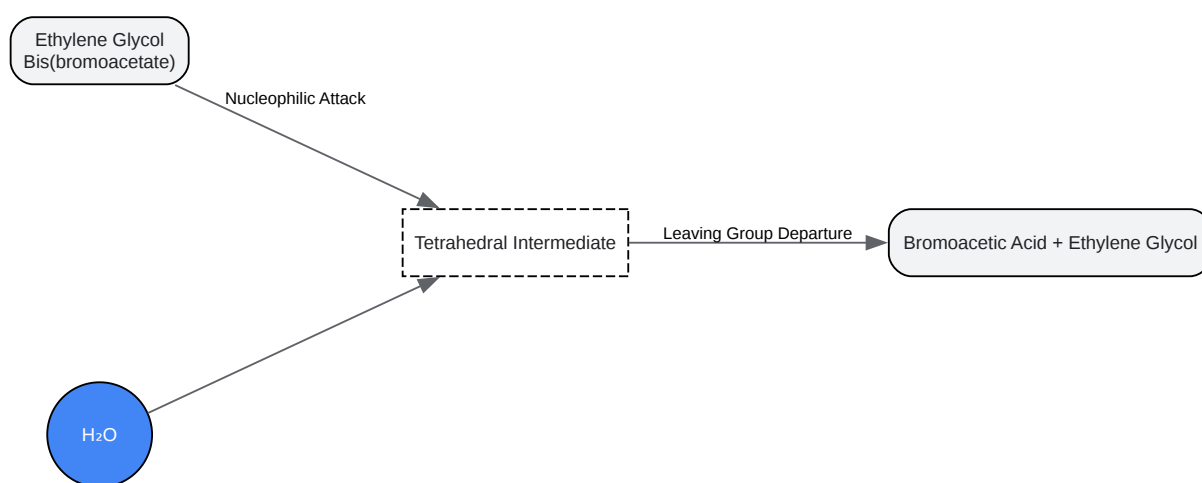 Ethylene Glycol
Bis(bromoacetate)
Nucleophilic Attack
Tetrahedral Intermediate
Leaving Group Departure
Bromoacetic Acid + Ethylene Glycol
H₂O